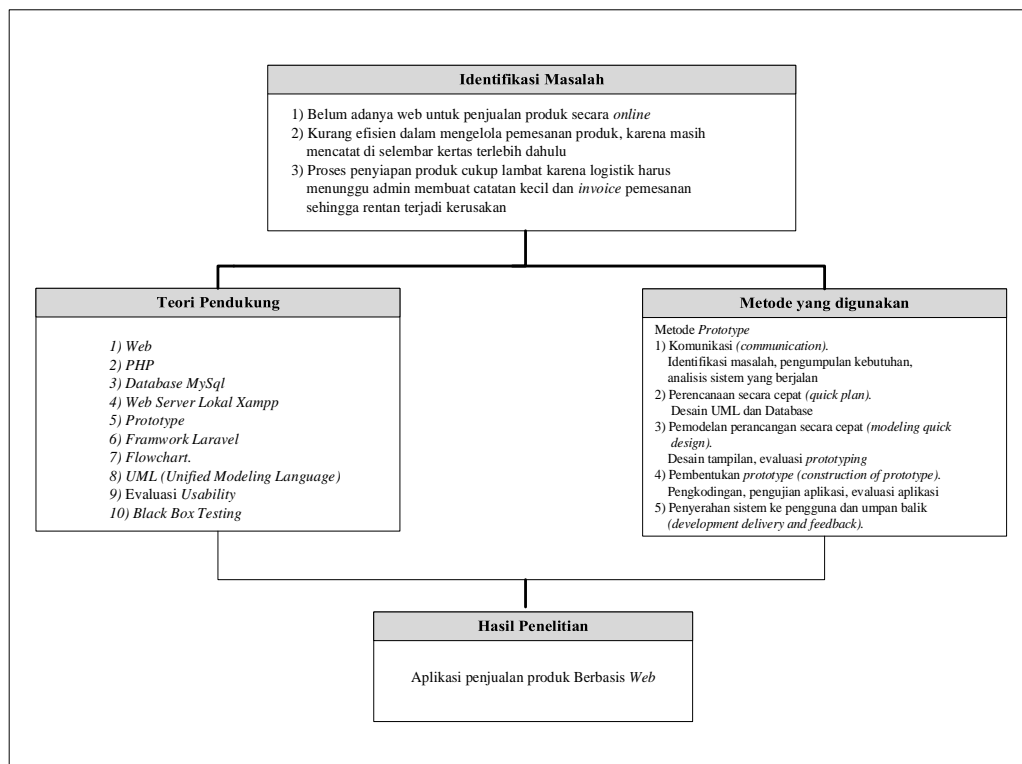 Identifikasi Masalah
1) Belum adanya web untuk penjualan produk secara online
2) Kurang efisien dalam mengelola pemesanan produk, karena masih
mencatat di selembar kertas terlebih dahulu
3) Proses penyiapan produk cukup lambat karena logistik harus
menunggu admin membuat catatan kecil dan invoice pemesanan
sehingga rentan terjadi kerusakan
Teori Pendukung
1) Web
2) PHP
3) Database MySql
4) Web Server Lokal Xampp
5) Prototype
6) Framwork Laravel
7) Flowchart.
8) UML (Unified Modeling Language)
9) Evaluasi Usability
10) Black Box Testing
Metode yang digunakan
Metode Prototype
1) Komunikasi (communication).
Identifikasi masalah, pengumpulan kebutuhan,
analisis sistem yang berjalan
2) Perencanaan secara cepat (quick plan).
Desain UML dan Database
3) Pemodelan perancangan secara cepat (modeling quick
design).
Desain tampilan, evaluasi prototyping
4) Pembentukan prototype (construction of prototype).
Pengkodingan, pengujian aplikasi, evaluasi aplikasi
5) Penyerahan sistem ke pengguna dan umpan balik
(development delivery and feedback).
Hasil Penelitian
Aplikasi penjualan produk Berbasis Web